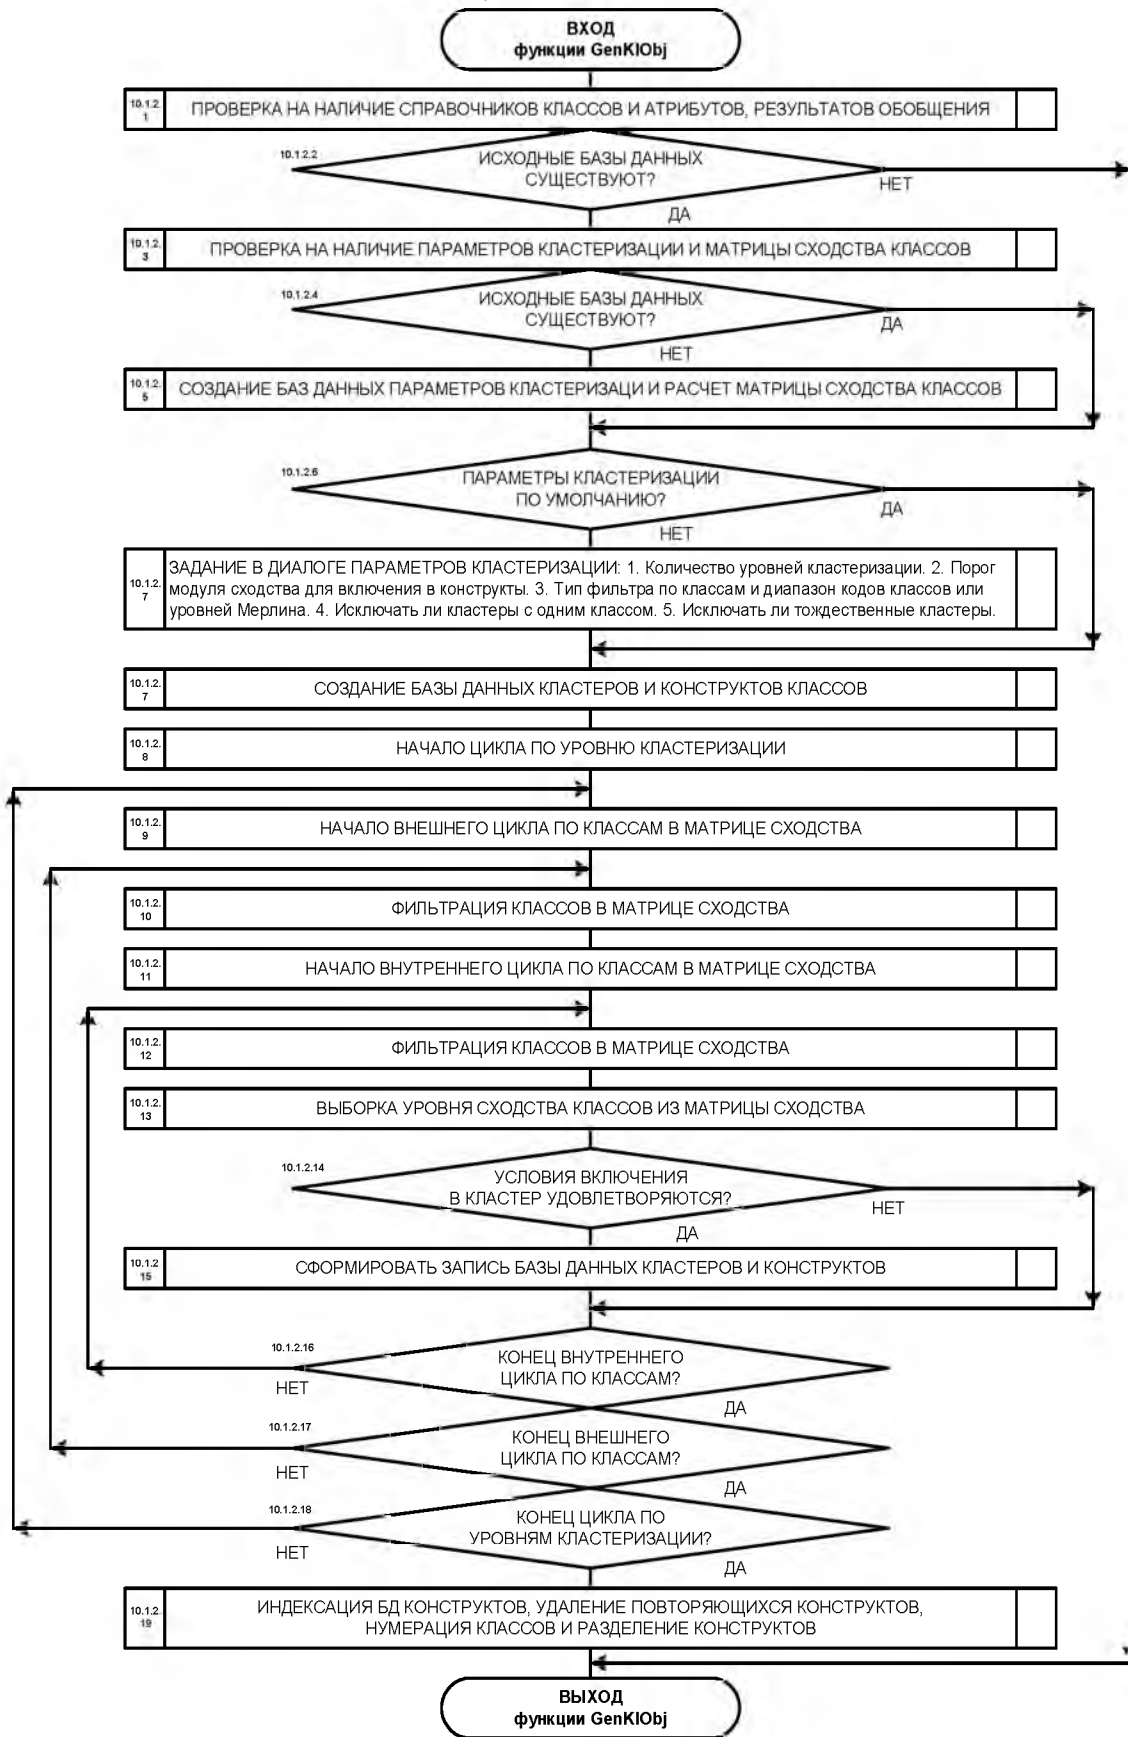 ВХОД
функции GenKlObj
10.1.2.
1
ПРОВЕРКА НА НАЛИЧИЕ СПРАВОЧНИКОВ КЛАССОВ И АТРИБУТОВ, РЕЗУЛЬТАТОВ ОБОБЩЕНИЯ
10.1.2.2
ИСХОДНЫЕ БАЗЫ ДАННЫХ
СУЩЕСТВУЮТ?
НЕТ
ДА
10.1.2.
3
ПРОВЕРКА НА НАЛИЧИЕ ПАРАМЕТРОВ КЛАСТЕРИЗАЦИИ И МАТРИЦЫ СХОДСТВА КЛАССОВ
10.1.2.4
ИСХОДНЫЕ БАЗЫ ДАННЫХ
СУЩЕСТВУЮТ?
ДА
НЕТ
10.1.2.
5
СОЗДАНИЕ БАЗ ДАННЫХ ПАРАМЕТРОВ КЛАСТЕРИЗАЦИ И РАСЧЕТ МАТРИЦЫ СХОДСТВА КЛАССОВ
10.1.2.6
ПАРАМЕТРЫ КЛАСТЕРИЗАЦИИ
ПО УМОЛЧАНИЮ?
ДА
НЕТ
10.1.2.
7
ЗАДАНИЕ В ДИАЛОГЕ ПАРАМЕТРОВ КЛАСТЕРИЗАЦИИ: 1. Количество уровней кластеризации. 2. Порог
модуля сходства для включения в конструкты. 3. Тип фильтра по классам и диапазон кодов классов или
уровней Мерлина. 4. Исключать ли кластеры с одним классом. 5. Исключать ли тождественные кластеры.
10.1.2.
7
СОЗДАНИЕ БАЗЫ ДАННЫХ КЛАСТЕРОВ И КОНСТРУКТОВ КЛАССОВ
10.1.2.
8
НАЧАЛО ЦИКЛА ПО УРОВНЮ КЛАСТЕРИЗАЦИИ
10.1.2.
9
НАЧАЛО ВНЕШНЕГО ЦИКЛА ПО КЛАССАМ В МАТРИЦЕ СХОДСТВА
10.1.2.
10
ФИЛЬТРАЦИЯ КЛАССОВ В МАТРИЦЕ СХОДСТВА
10.1.2.
11
НАЧАЛО ВНУТРЕННЕГО ЦИКЛА ПО КЛАССАМ В МАТРИЦЕ СХОДСТВА
10.1.2.
12
ФИЛЬТРАЦИЯ КЛАССОВ В МАТРИЦЕ СХОДСТВА
10.1.2.
13
ВЫБОРКА УРОВНЯ СХОДСТВА КЛАССОВ ИЗ МАТРИЦЫ СХОДСТВА
10.1.2.14
УСЛОВИЯ ВКЛЮЧЕНИЯ
В КЛАСТЕР УДОВЛЕТВОРЯЮТСЯ?
НЕТ
ДА
10.1.2
15
СФОРМИРОВАТЬ ЗАПИСЬ БАЗЫ ДАННЫХ КЛАСТЕРОВ И КОНСТРУКТОВ
10.1.2.16
КОНЕЦ ВНУТРЕННЕГО
ЦИКЛА ПО КЛАССАМ?
НЕТ
ДА
10.1.2.17
КОНЕЦ ВНЕШНЕГО
ЦИКЛА ПО КЛАССАМ?
НЕТ
ДА
10.1.2.18
КОНЕЦ ЦИКЛА ПО
УРОВНЯМ КЛАСТЕРИЗАЦИИ?
НЕТ
ДА
10.1.2
19
ИНДЕКСАЦИЯ БД КОНСТРУКТОВ, УДАЛЕНИЕ ПОВТОРЯЮЩИХСЯ КОНСТРУКТОВ,
НУМЕРАЦИЯ КЛАССОВ И РАЗДЕЛЕНИЕ КОНСТРУКТОВ
ВЫХОД
функции GenKlObj